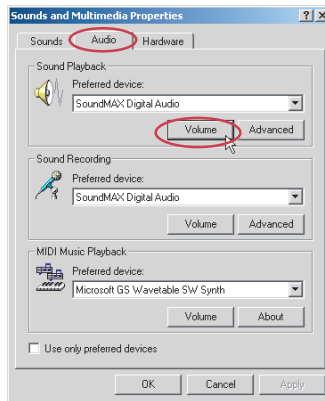 Sounds and Multimedia Properties
Sounds Audio Hardware
Sound Playback
Preferred device:
SoundMAX Digital Audio
Volume Advanced
Sound Recording
Preferred device:
SoundMAX Digital Audio
Volume Advanced
MIDI Music Playback
Preferred device:
Microsoft GS Wavetable SW Synth
Volume About
Use only preferred devices
OK Cancel Apply